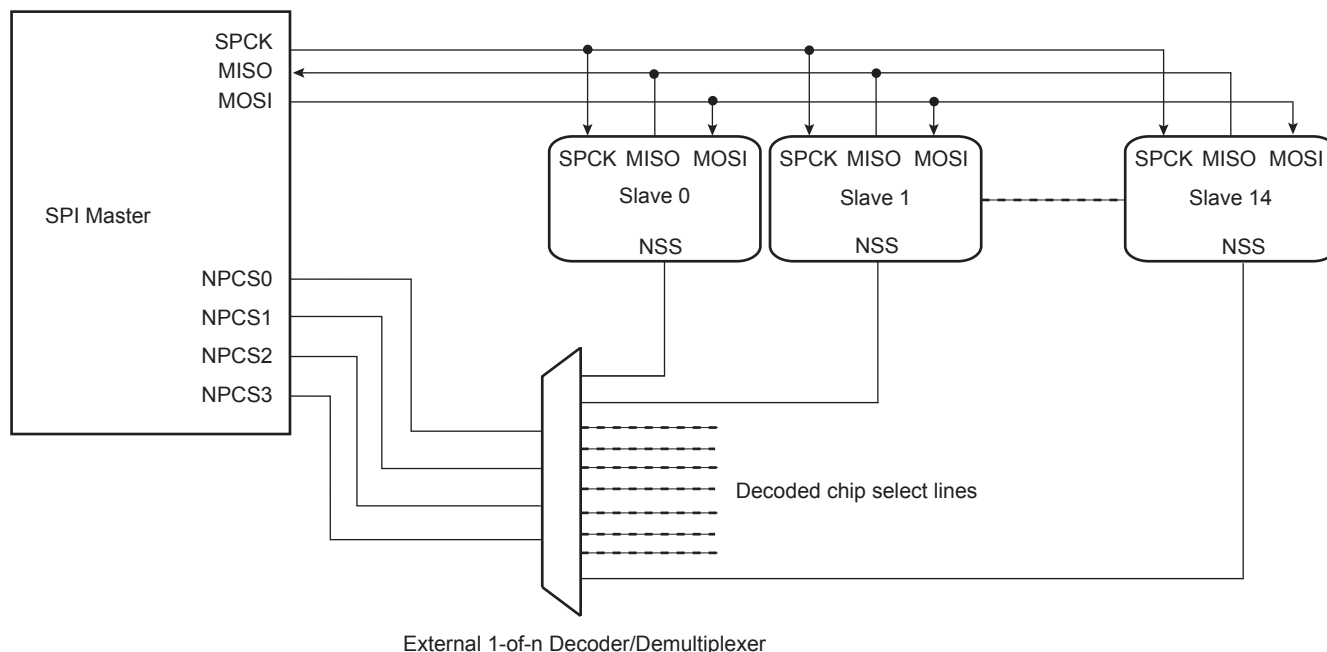 SPCK
MISO
MOSI
SPI Master
NPCS0
NPCS1
NPCS2
NPCS3
SPCK MISO MOSI
Slave 0
NSS
SPCK MISO MOSI
Slave 1
NSS
SPCK MISO MOSI
Slave 14
NSS
Decoded chip select lines
External 1-of-n Decoder/Demultiplexer